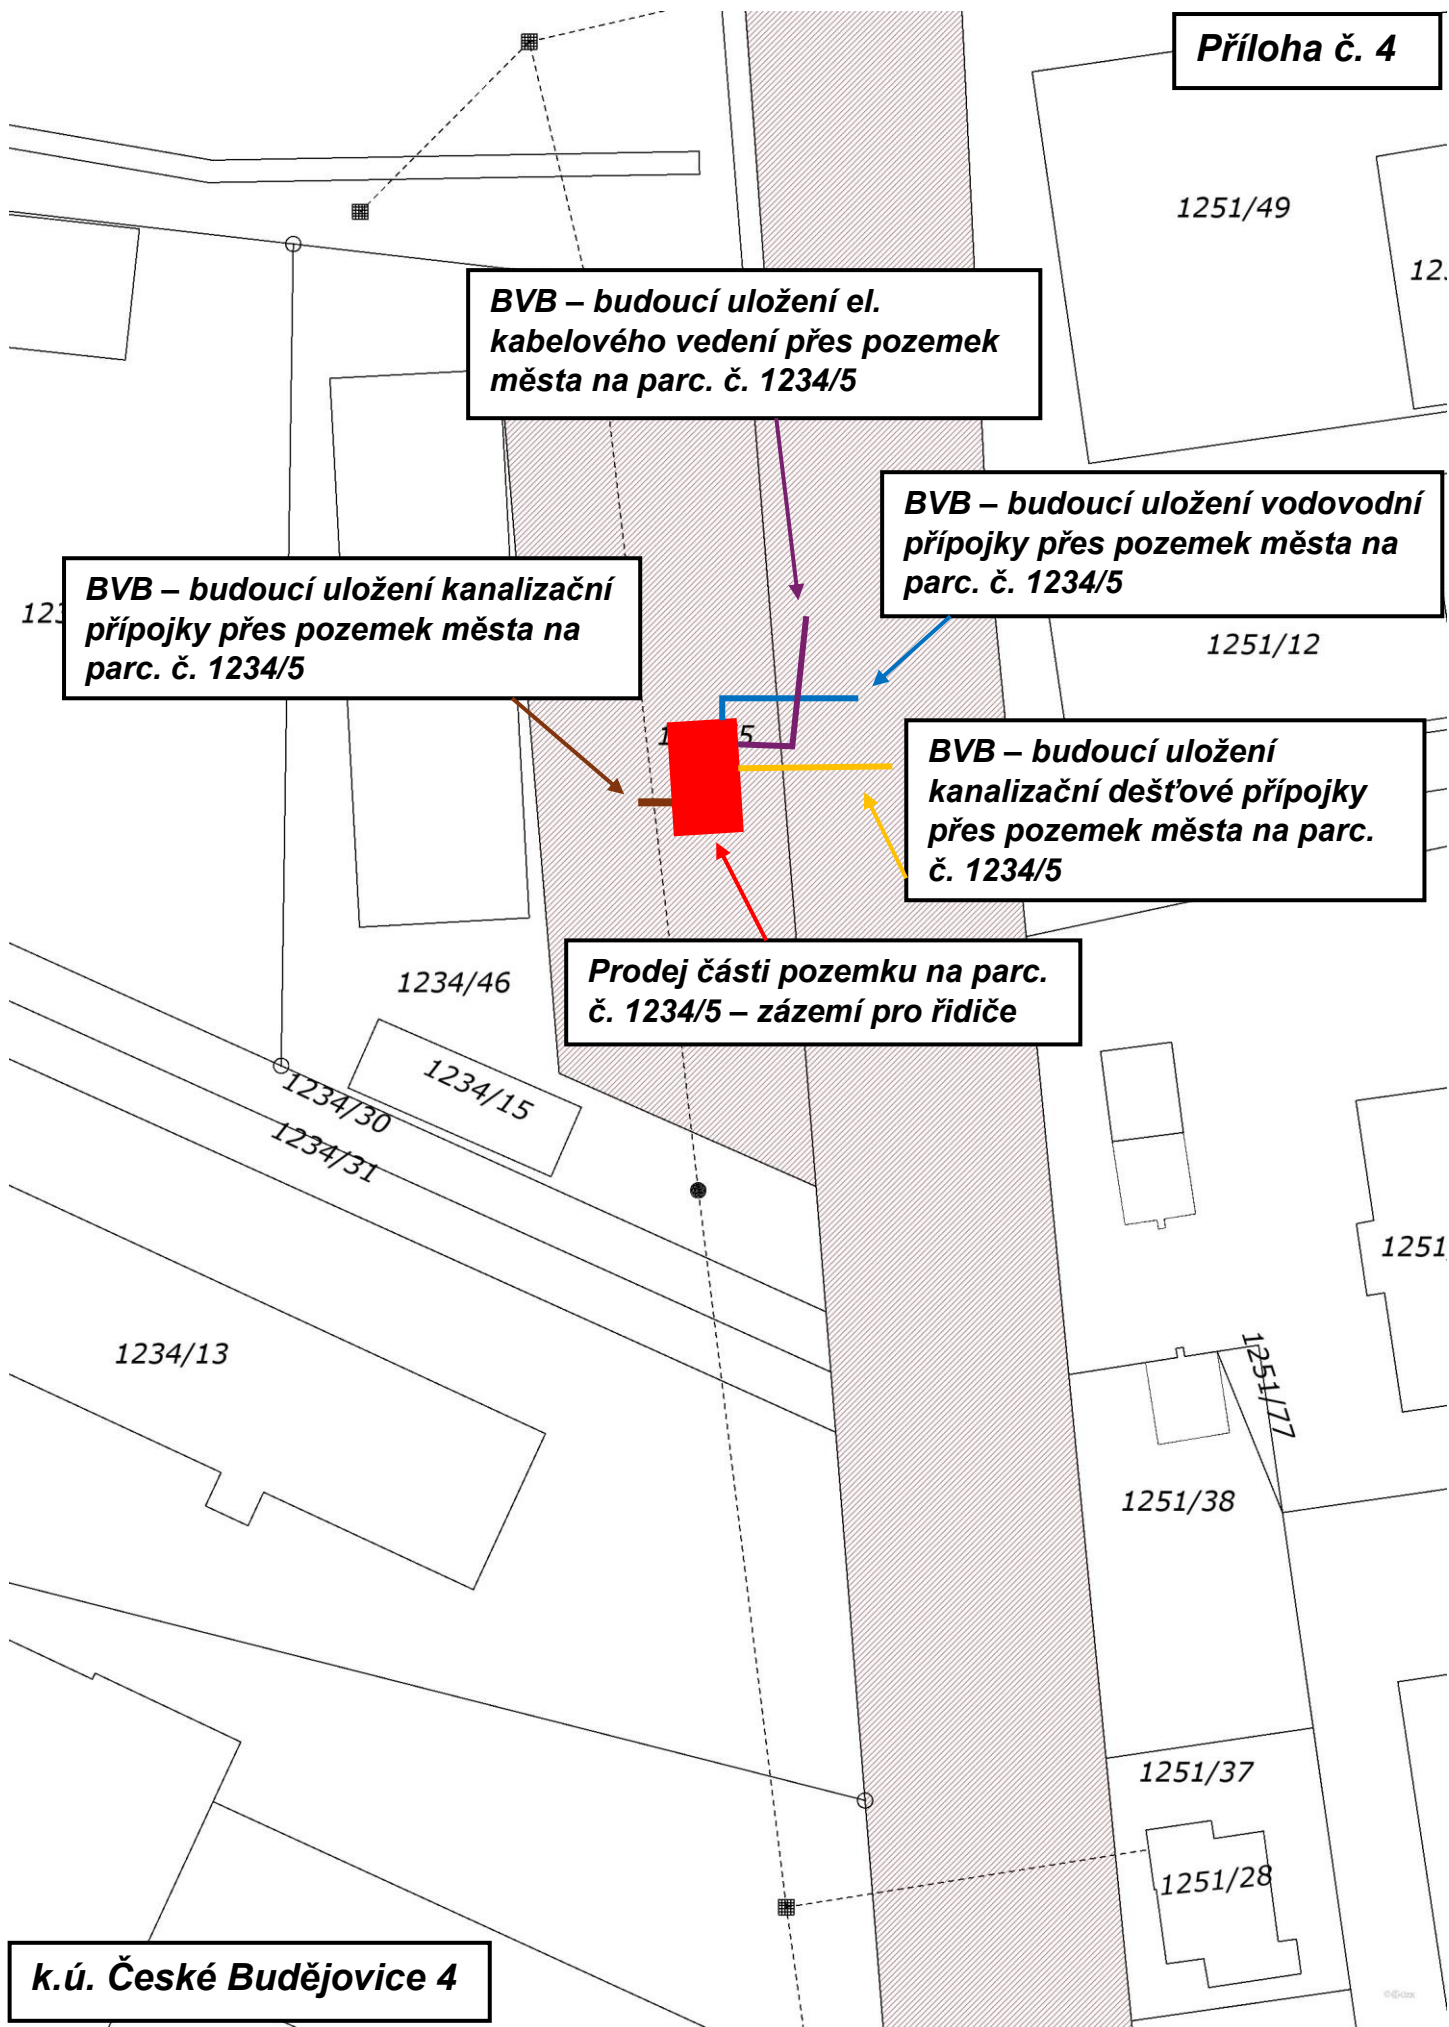 Příloha č. 4
1251/49
BVB – budoucí uložení el.
kabelového vedení přes pozemek
města na parc. č. 1234/5
BVB – budoucí uložení vodovodní
přípojky přes pozemek města na
parc. č. 1234/5
BVB – budoucí uložení kanalizační
přípojky přes pozemek města na
parc. č. 1234/5
1251/12
BVB – budoucí uložení
kanalizační dešťové přípojky
přes pozemek města na parc.
č. 1234/5
Prodej části pozemku na parc.
č. 1234/5 – zázemí pro řidiče
1234/46
1234/15
1234/30
1234/31
1251
1234/13
1251/77
1251/38
1251/37
1251/28
k.ú. České Budějovice 4